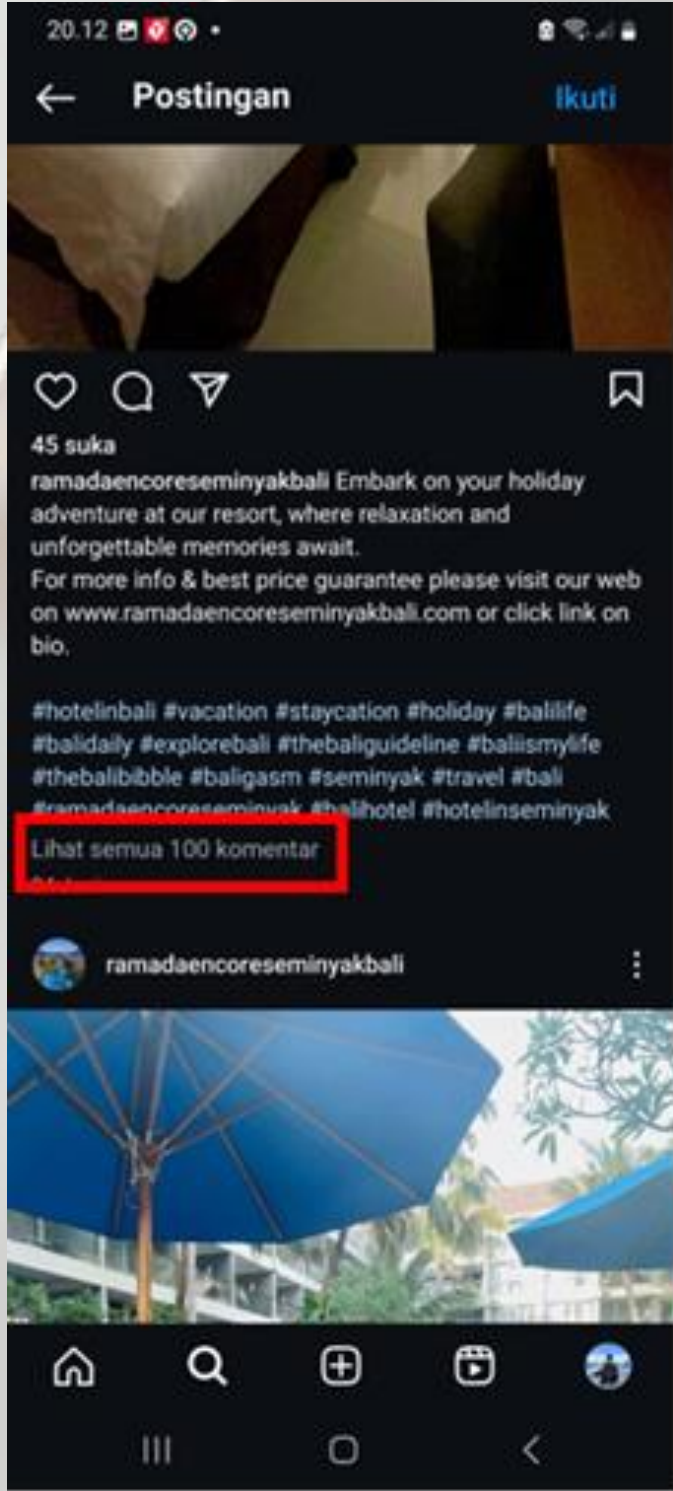 20.12
Postingan
Ikuti
45 suka
ramadaencoreseminyakbali Embark on your holiday
adventure at our resort, where relaxation and
unforgettable memories await.
For more info & best price guarantee please visit our web
on www.ramadaencoreseminyakbali.com or click link on
bio.
#hotelinbali #vacation #staycation #holiday #balilife
#balidaily #explorebali #thebaliguideline #baliismylife
#thebalibibble #baligasm #seminyak #travel #bali
#ramadaencoreseminyak #balihotel #hotelinseminyak
Lihat semua 100 komentar
ramadaencoreseminyakbali